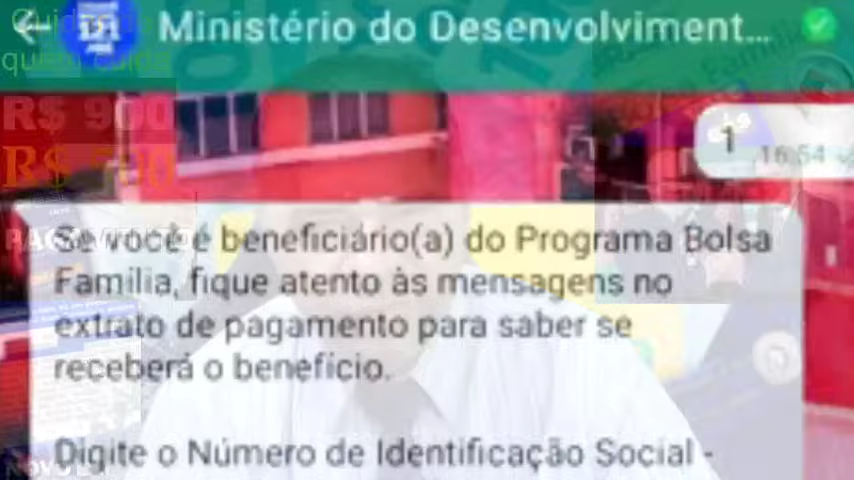 Ministério do Desenvolviment...
R$ 900
R$ 700
1
16:54
Se você é beneficiário(a) do Programa Bolsa
Família, fique atento às mensagens no
extrato de pagamento para saber se
receberá o benefício.
Digite o Número de Identificação Social -